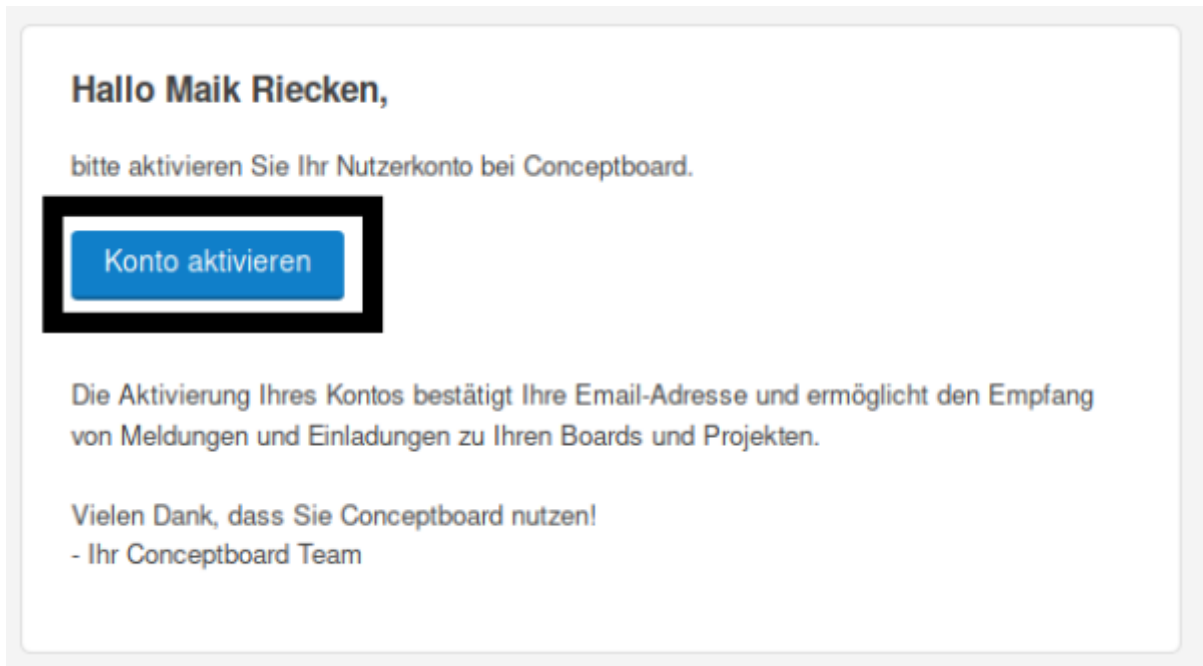 Hallo Maik Riecken,
bitte aktivieren Sie Ihr Nutzerkonto bei Conceptboard.
Konto aktivieren
Die Aktivierung Ihres Kontos bestätigt Ihre Email-Adresse und ermöglicht den Empfang
von Meldungen und Einladungen zu Ihren Boards und Projekten.
Vielen Dank, dass Sie Conceptboard nutzen!
- Ihr Conceptboard Team